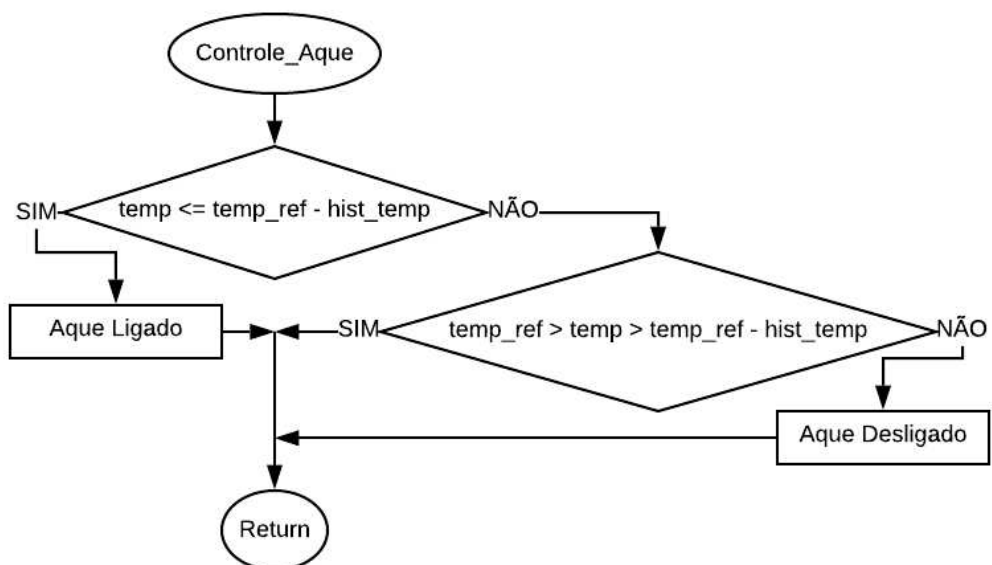 Controle_Aque
SIM
temp <= temp_ref - hist_temp
NÃO
Aque Ligado
SIM
temp_ref > temp > temp_ref - hist_temp
NÃO
Aque Desligado
Return